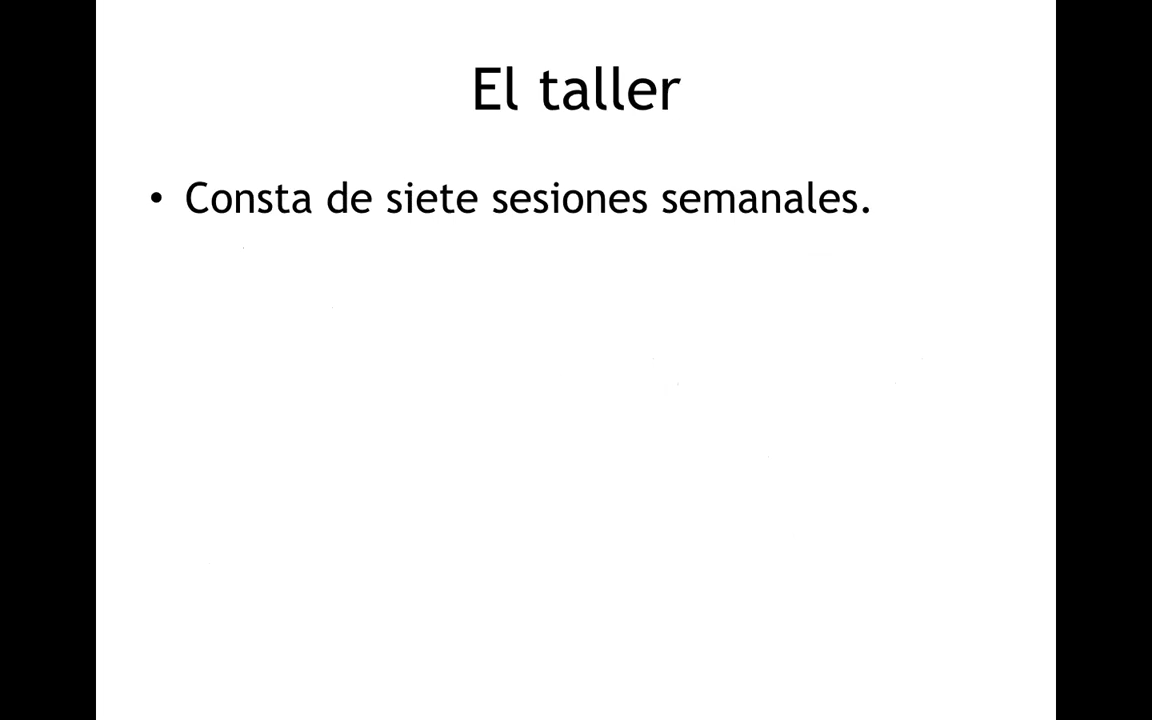 El taller
• Consta de siete sesiones semanales.